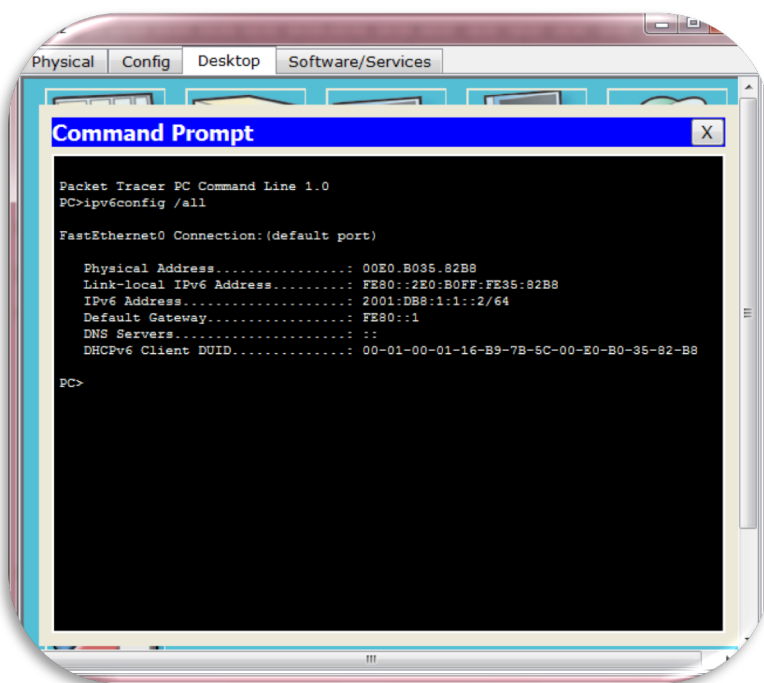 Physical Config Desktop Software/Services
Command Prompt X
Packet Tracer PC Command Line 1.0
PC>ipv6config /all
FastEthernet0 Connection:(default port)
Physical Address................: 00E0.B035.82B8
Link-local IPv6 Address.........: FE80::2E0:B0FF:FE35:82B8
IPv6 Address....................: 2001:DB8:1:1::2/64
Default Gateway.................: FE80::1
DNS Servers.....................: ::
DHCPv6 Client DUID..............: 00-01-00-01-16-B9-7B-5C-00-E0-B0-35-82-B8
PC>